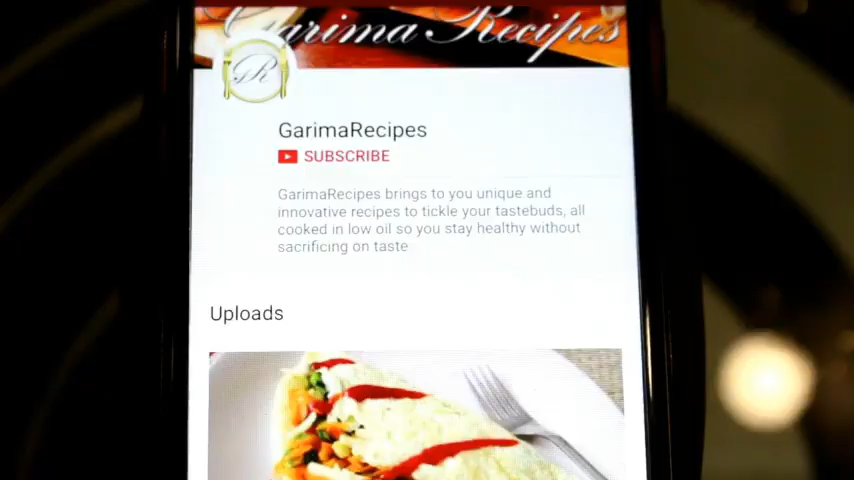 Garima Recipes
gR
GarimaRecipes
SUBSCRIBE
GarimaRecipes brings to you unique and
innovative recipes to tickle your tastebuds, all
cooked in low oil so you stay healthy without
sacrificing on taste
Uploads